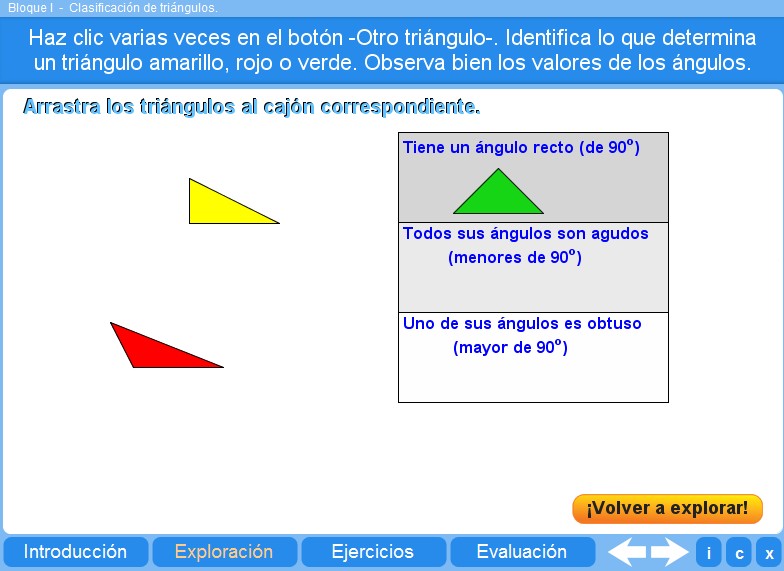 Bloque I - Clasificación de triángulos.
Haz clic varias veces en el botón -Otro triángulo-. Identifica lo que determina
un triángulo amarillo, rojo o verde. Observa bien los valores de los ángulos.
Arrastra los triángulos al cajón correspondiente.
Tiene un ángulo recto (de 90º)
Todos sus ángulos son agudos
(menores de 90º)
Uno de sus ángulos es obtuso
(mayor de 90º)
¡Volver a explorar!
Introducción Exploración Ejercicios Evaluación i c x